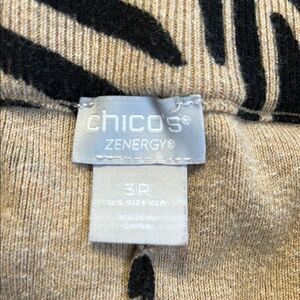 chico's®
ZENERGY®
3R
U.S. SIZE XLR
MADE IN
CHINA